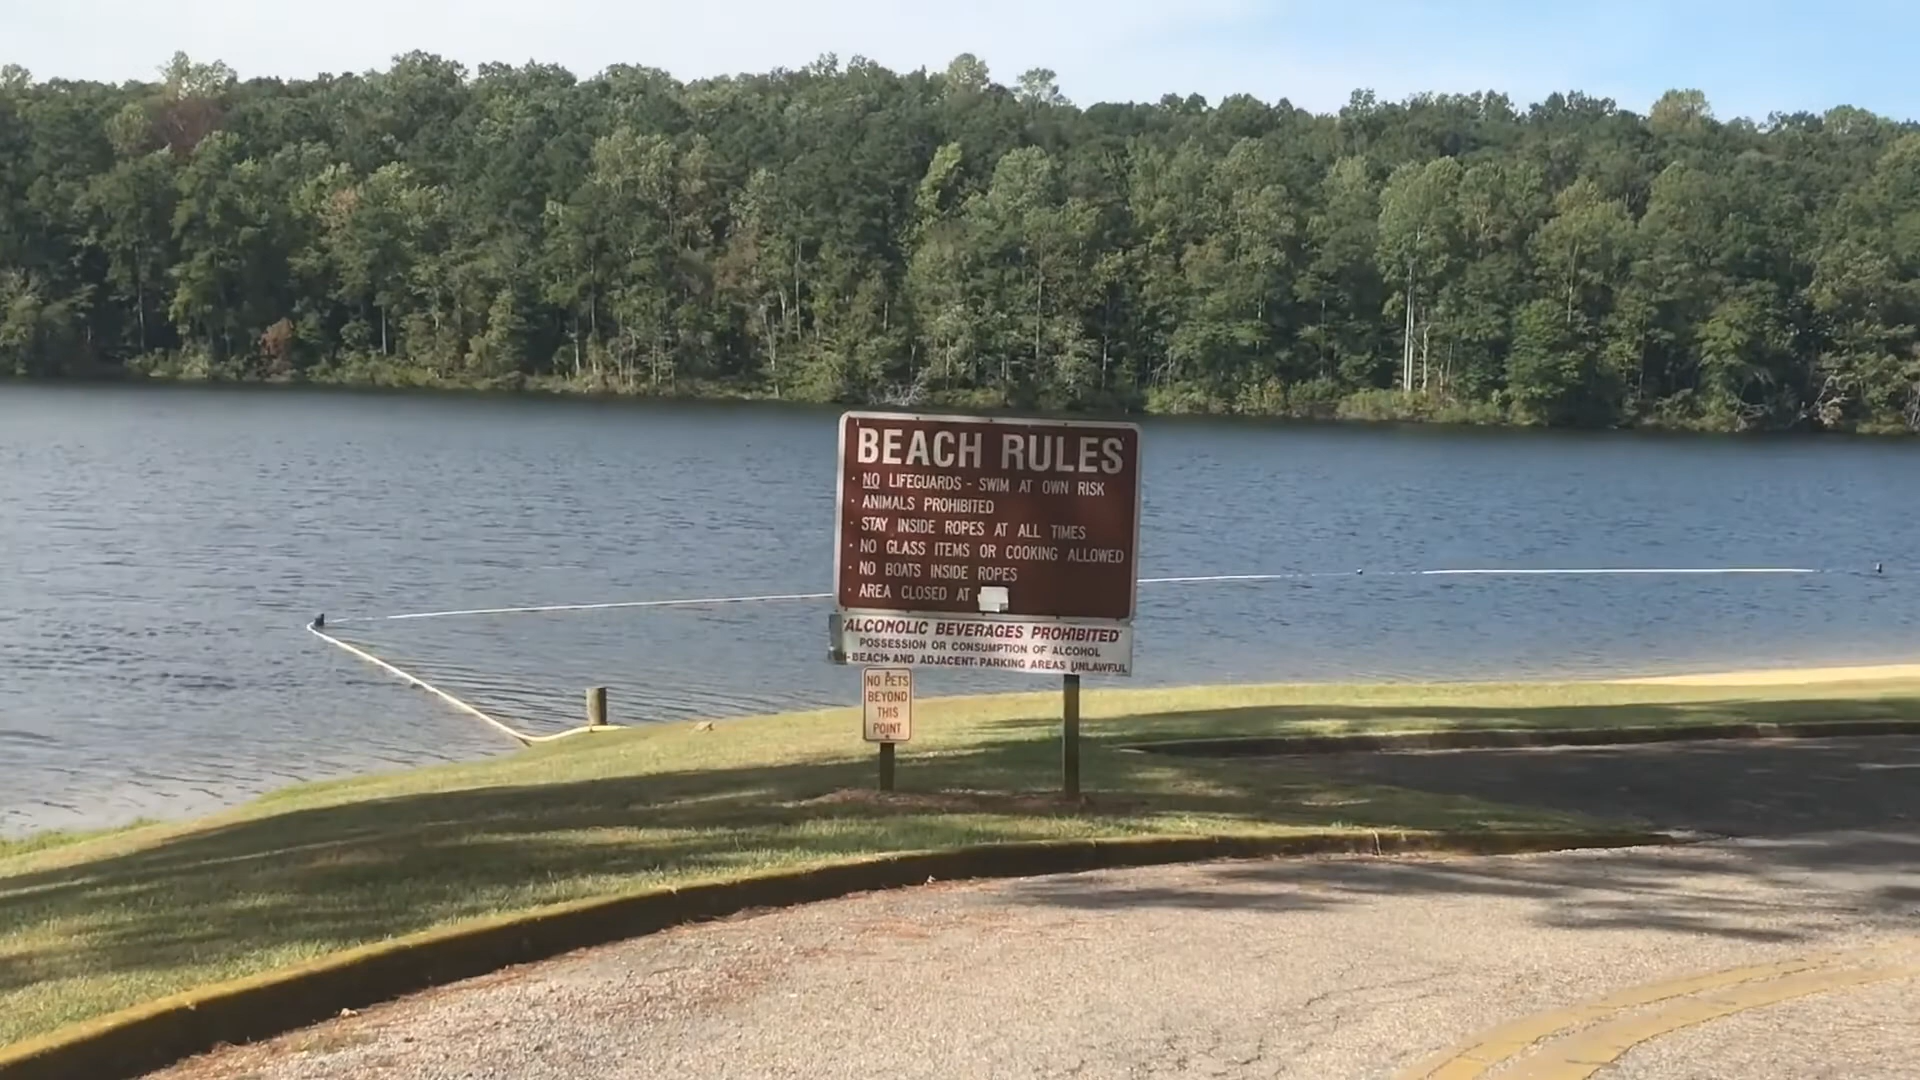 BEACH RULES
· NO LIFEGUARDS - SWIM AT OWN RISK
· ANIMALS PROHIBITED
· STAY INSIDE ROPES AT ALL TIMES
· NO GLASS ITEMS OR COOKING ALLOWED
· NO BOATS INSIDE ROPES
· AREA CLOSED AT
ALCOHOLIC BEVERAGES PROHIBITED
POSSESSION OR CONSUMPTION OF ALCOHOL
BEACH AND ADJACENT PARKING AREAS UNLAWFUL
NO PETS
BEYOND
THIS
POINT